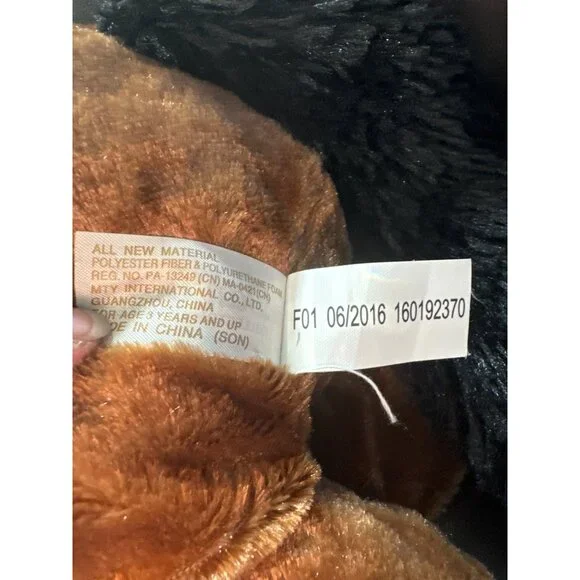 ALL NEW MATERIAL
POLYESTER FIBER & POLYURETHANE FOAM
REG. NO. PA-13249 (CN) MA-0421(CN)
MTY INTERNATIONAL CO., LTD.
GUANGZHOU, CHINA
FOR AGE 3 YEARS AND UP
MADE IN CHINA (SON)
F01 06/2016 160192370